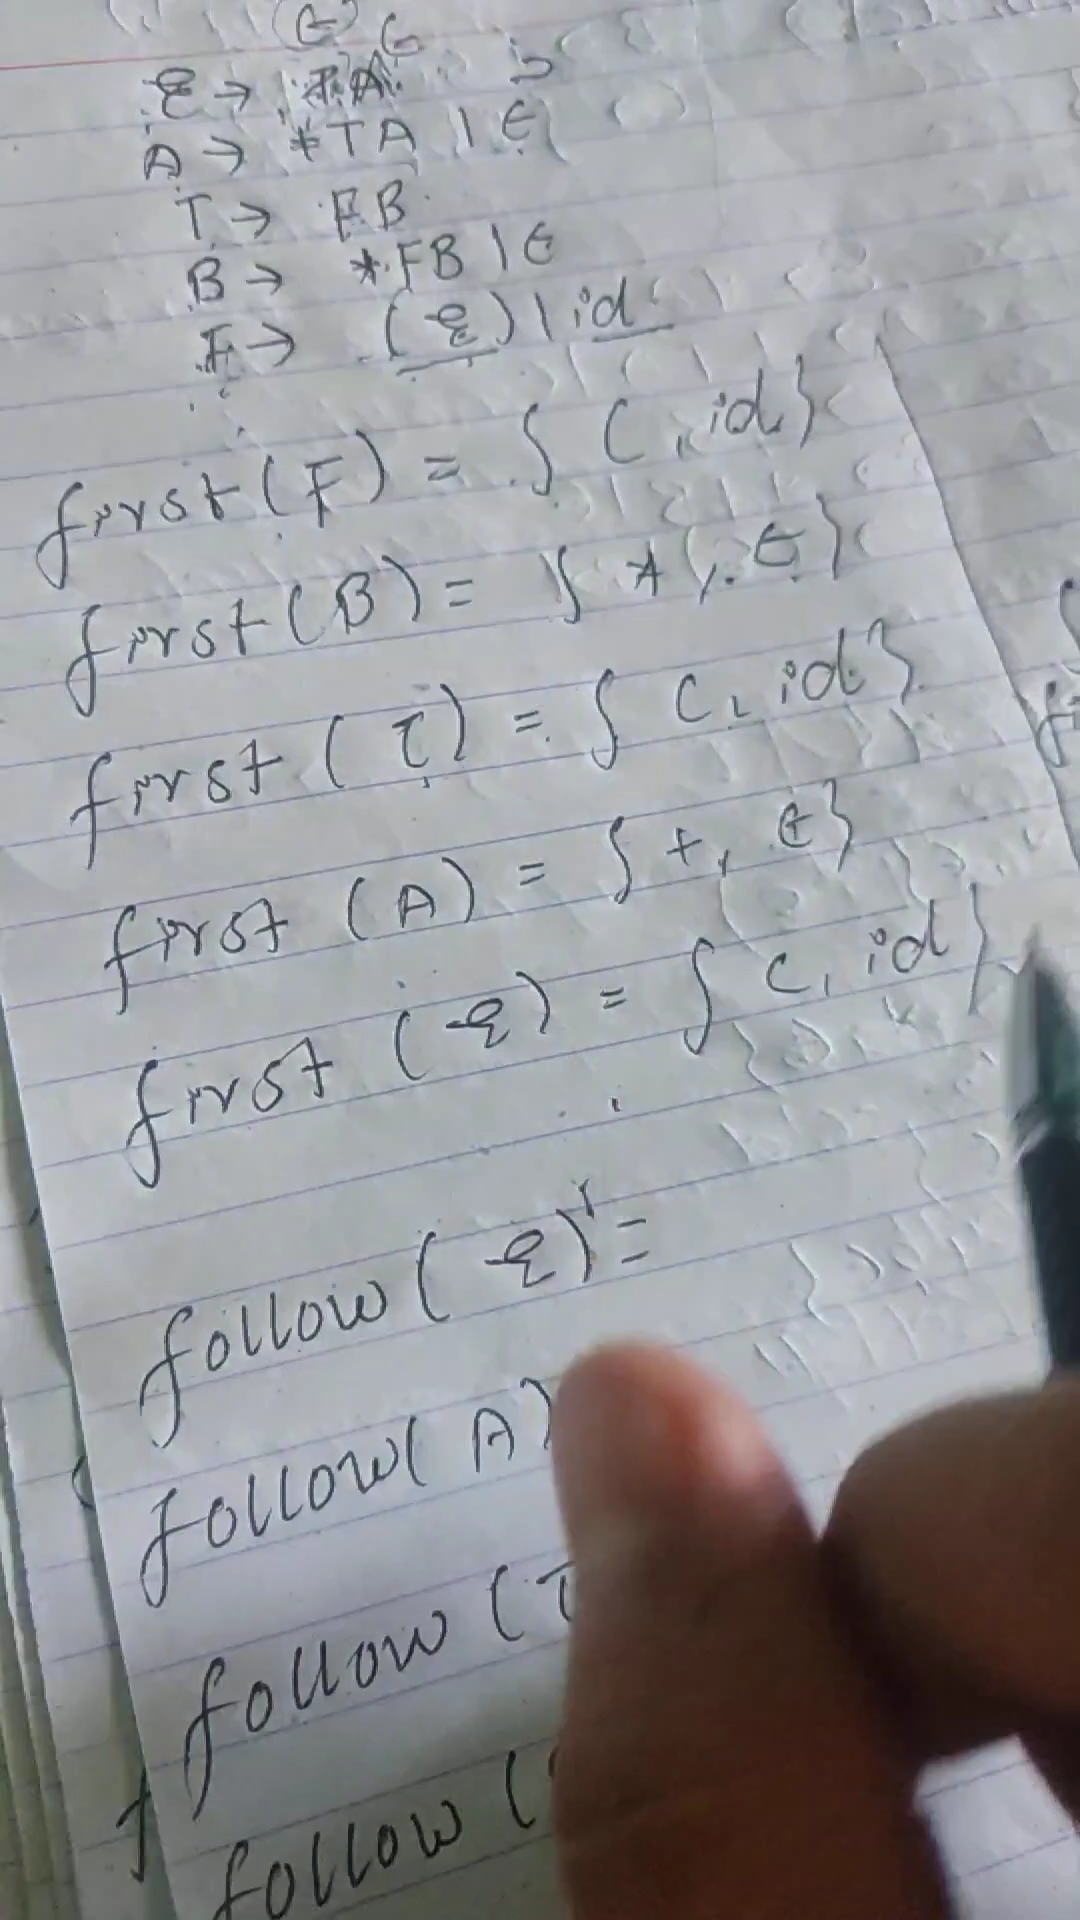 E → TA
A → +TA | ϵ
T → FB
B → *FB | ϵ
F → (E) | id
first(F) = { (, id}
first(B) = { *, ϵ}
first(T) = { (, id}
first(A) = { +, ϵ}
first(E) = { (, id}
follow(E) =
follow(A)
follow(T
follow(